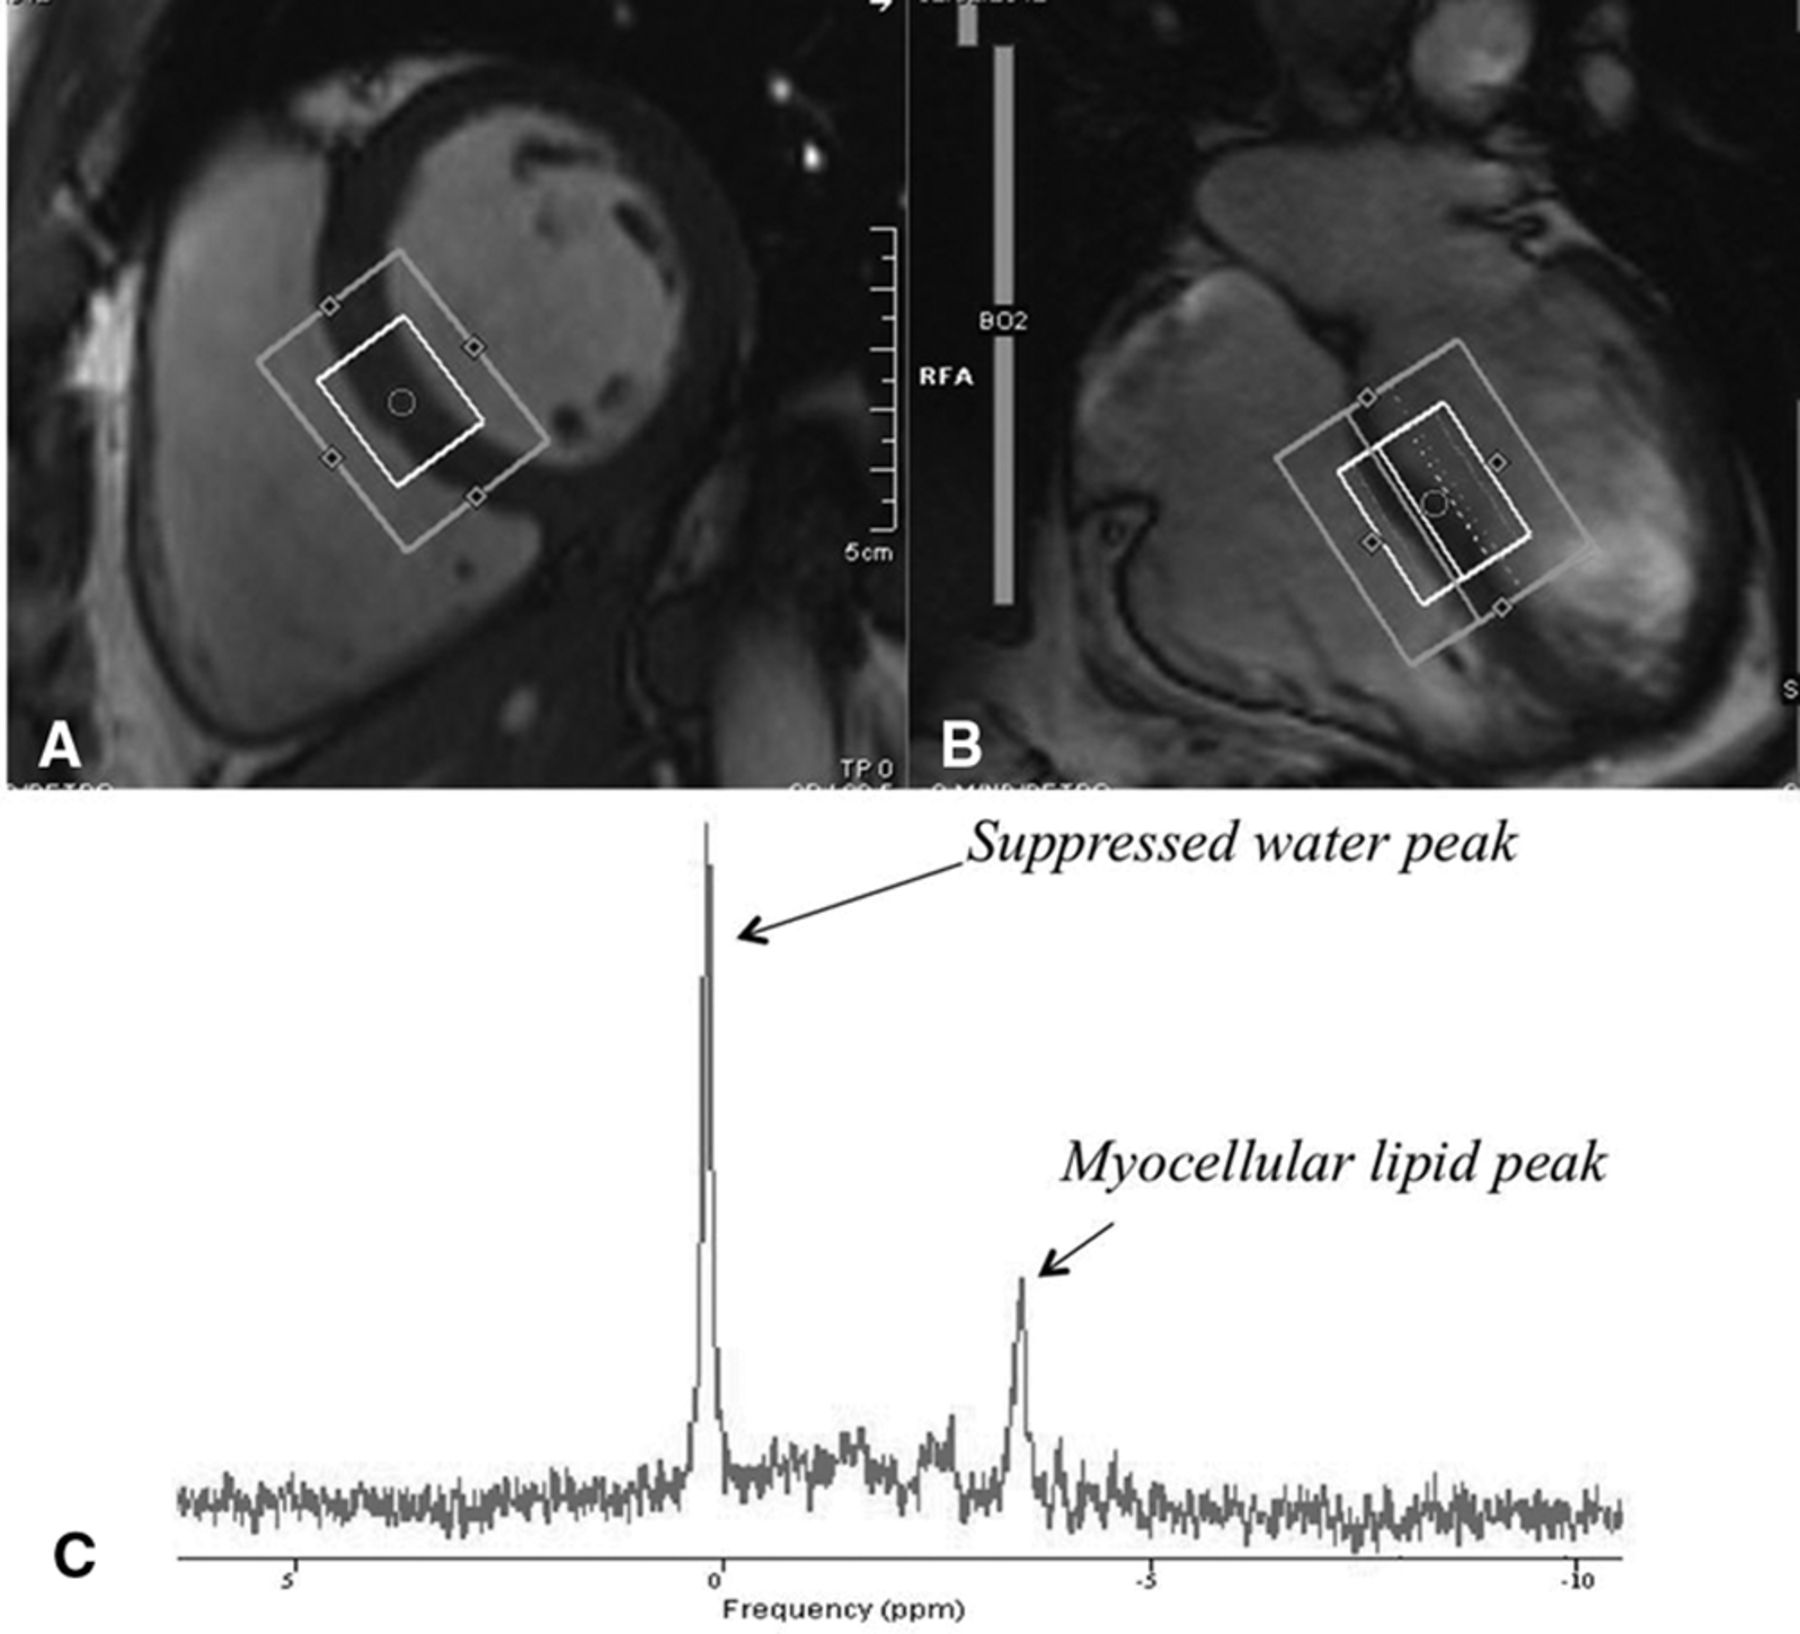 BO2
RFA
5cm
S
A
TP 0
B
Suppressed water peak
Myocellular lipid peak
C
5 0 -5 -10
Frequency (ppm)